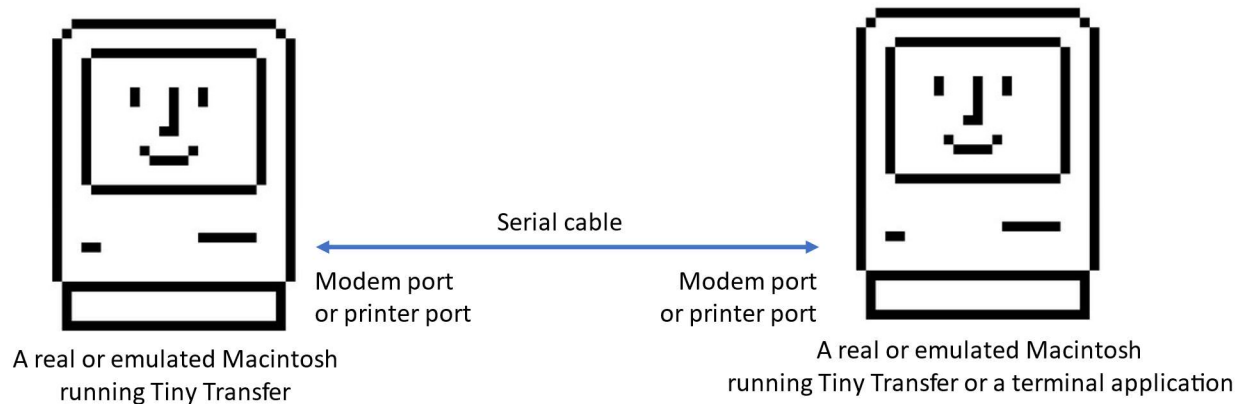 Serial cable
Modem port
or printer port
Modem port
or printer port
A real or emulated Macintosh
running Tiny Transfer
A real or emulated Macintosh
running Tiny Transfer or a terminal application